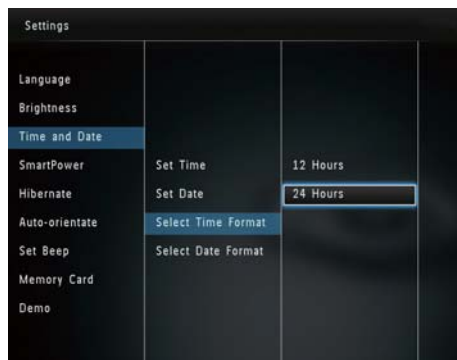 Settings
Language
Brightness
Time and Date
SmartPower
Hibernate
Auto-orientate
Set Beep
Memory Card
Demo
Set Time
Set Date
Select Time Format
Select Date Format
12 Hours
24 Hours